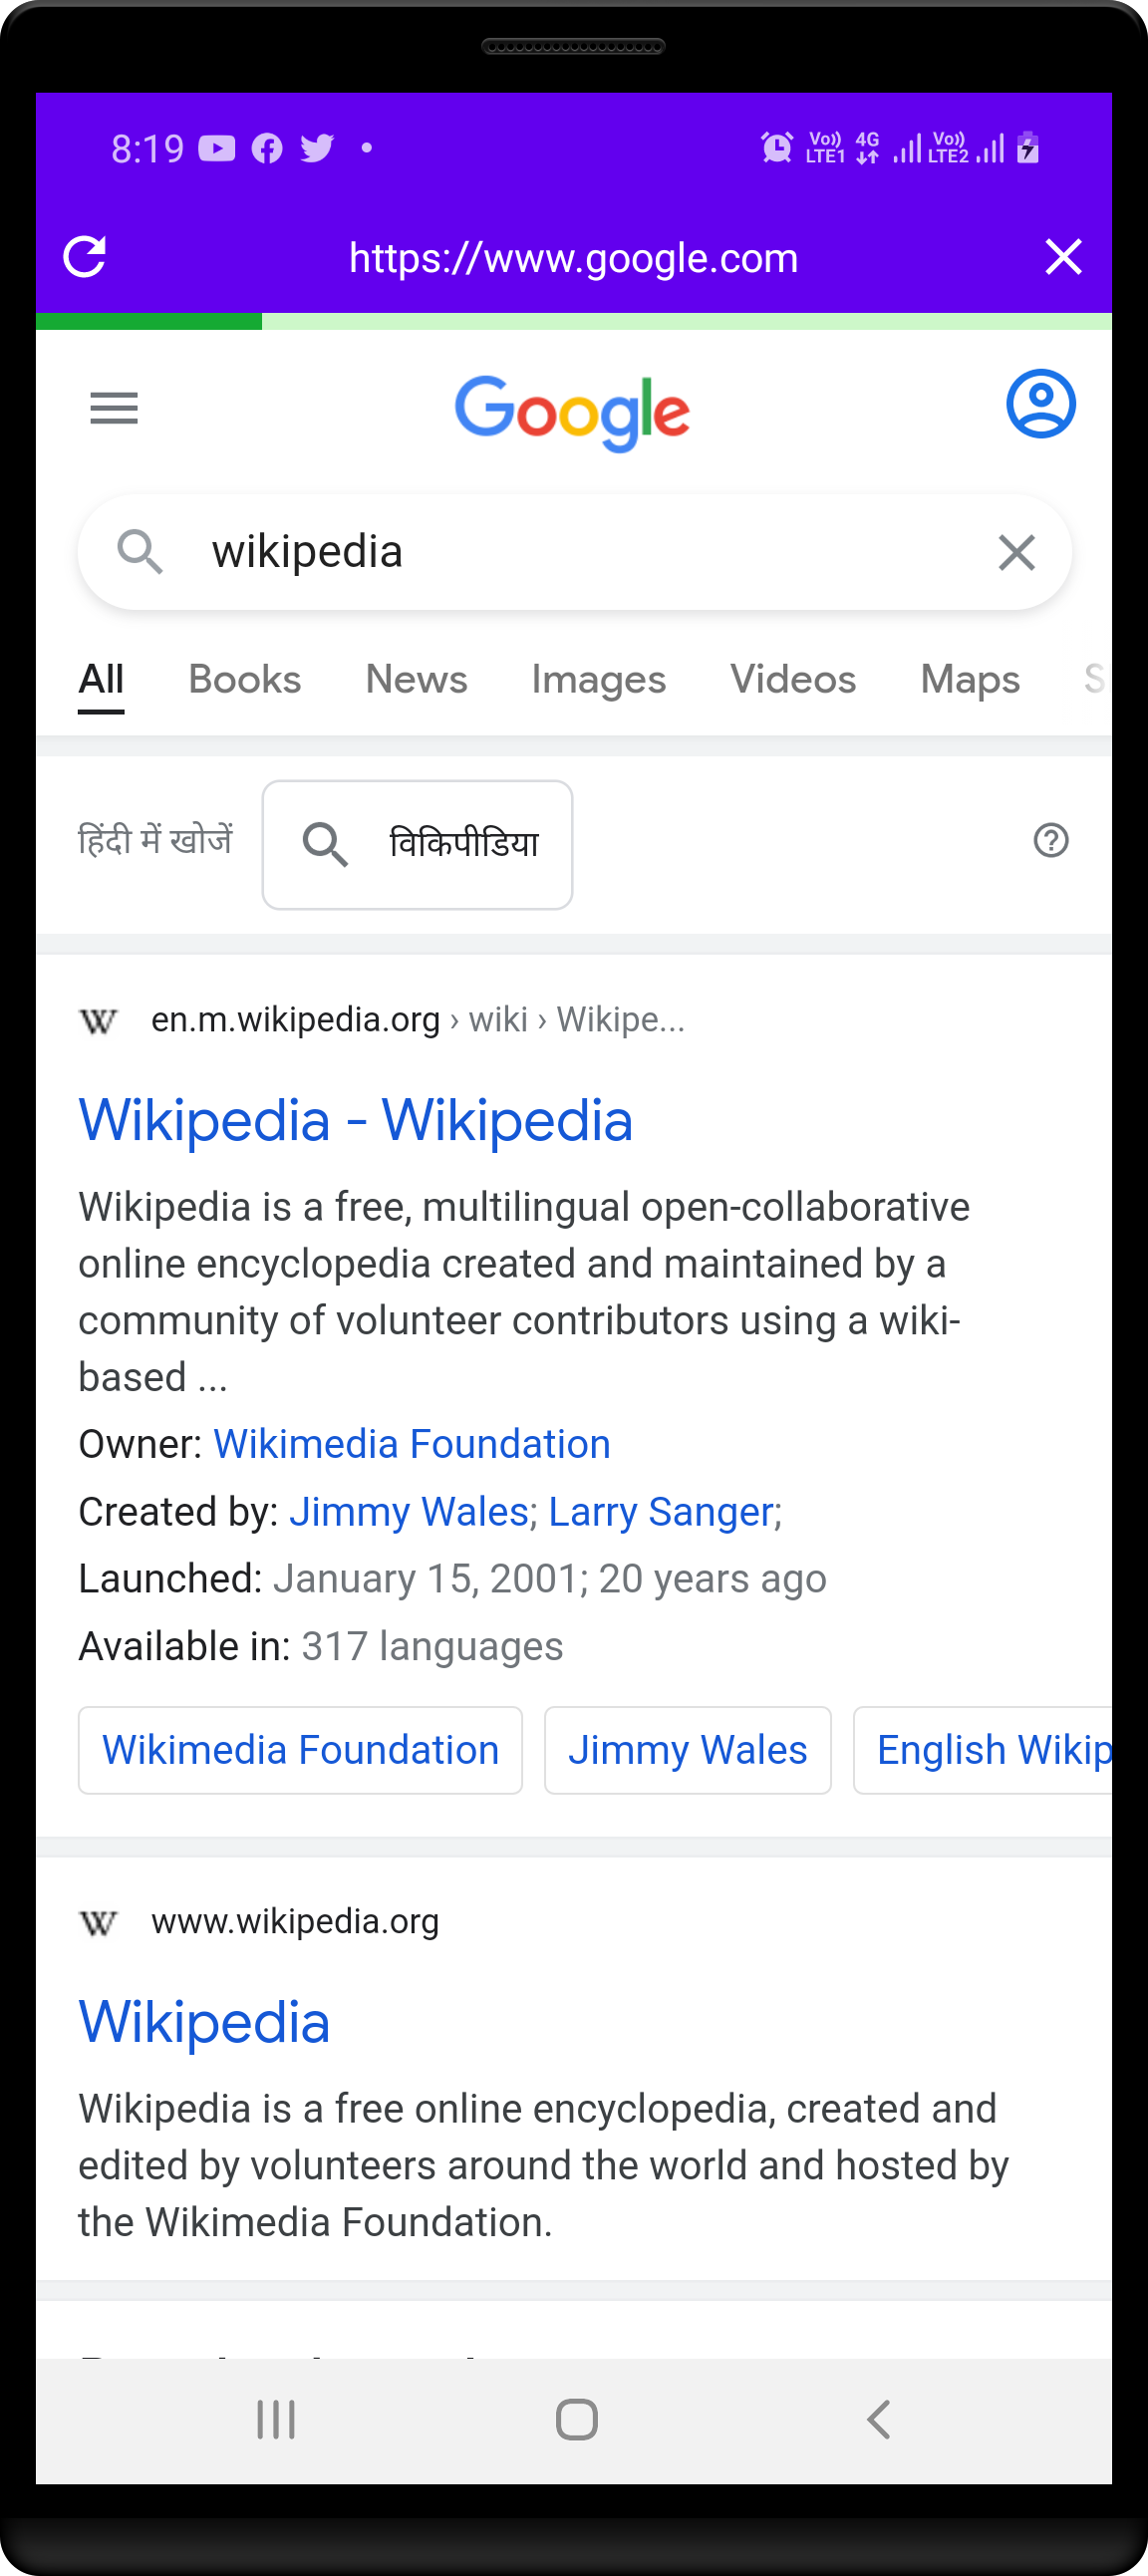 8:19
Vo)) LTE1 4G Vo)) LTE2
https://www.google.com
Google
wikipedia
All Books News Images Videos Maps S
हिंदी में खोजें विकिपीडिया
en.m.wikipedia.org › wiki › Wikipe...
Wikipedia - Wikipedia
Wikipedia is a free, multilingual open-collaborative
online encyclopedia created and maintained by a
community of volunteer contributors using a wiki-
based ...
Owner: Wikimedia Foundation
Created by: Jimmy Wales; Larry Sanger;
Launched: January 15, 2001; 20 years ago
Available in: 317 languages
Wikimedia Foundation Jimmy Wales English Wikip
W www.wikipedia.org
Wikipedia
Wikipedia is a free online encyclopedia, created and
edited by volunteers around the world and hosted by
the Wikimedia Foundation.